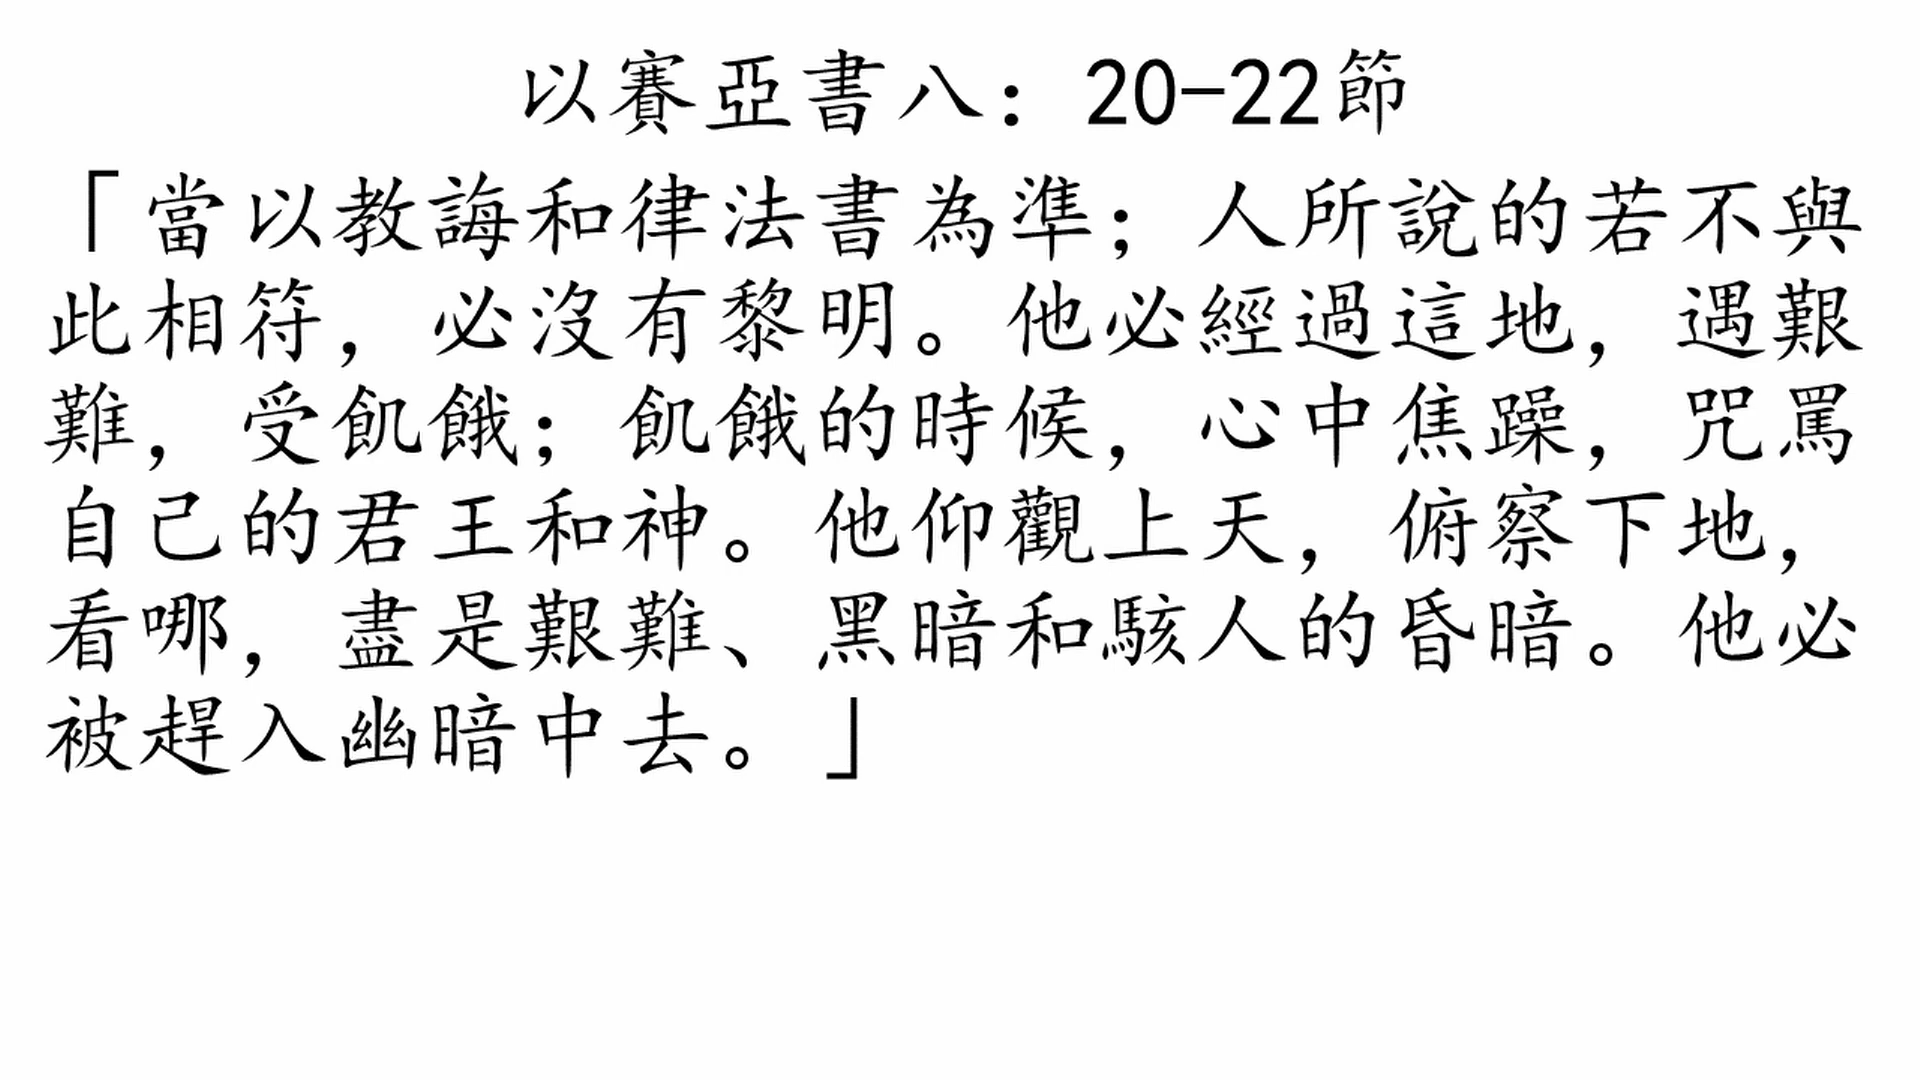 以賽亞書八：20-22節
「當以教誨和律法書為準；人所說的若不與
此相符，必沒有黎明。他必經過這地，遇艱
難，受飢餓；飢餓的時候，心中焦躁，咒罵
自己的君王和神。他仰觀上天，俯察下地，
看哪，盡是艱難、黑暗和駭人的昏暗。他必
被趕入幽暗中去。」